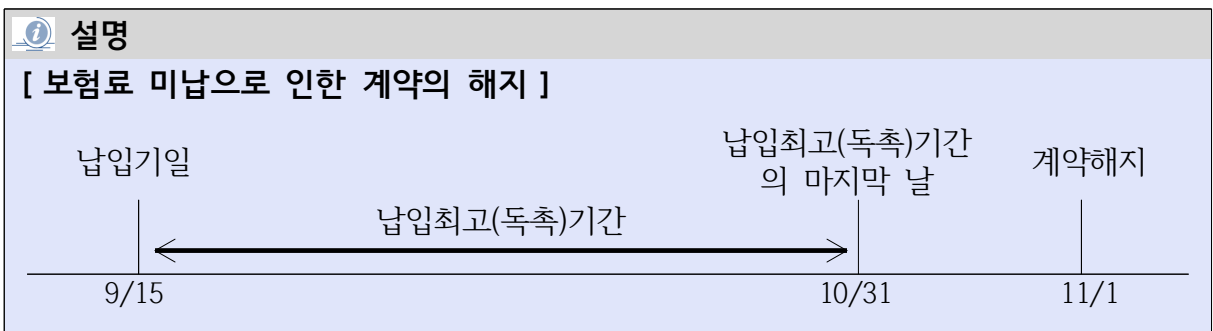 설명
[ 보험료 미납으로 인한 계약의 해지 ]
납입기일
납입최고(독촉)기간
의 마지막 날
계약해지
납입최고(독촉)기간
9/15
10/31
11/1